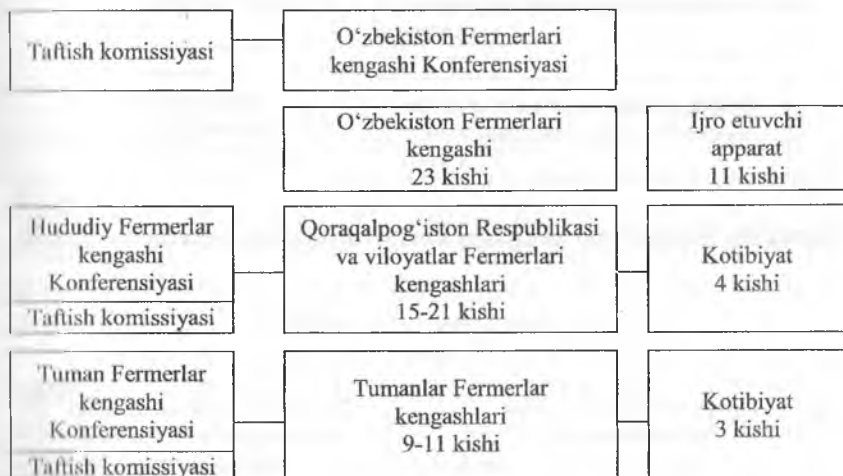 Taftish komissiyasi
O‘zbekiston Fermerlari
kengashi Konferensiyasi
O‘zbekiston Fermerlari
kengashi
23 kishi
Ijro etuvchi
apparat
11 kishi
Hududiy Fermerlar
kengashi
Konferensiyasi
Taftish komissiyasi
Qoraqalpog‘iston Respublikasi
va viloyatlar Fermerlari
kengashlari
15-21 kishi
Kotibiyat
4 kishi
Tuman Fermerlar
kengashi
Konferensiyasi
Taftish komissiyasi
Tumanlar Fermerlar
kengashlari
9-11 kishi
Kotibiyat
3 kishi